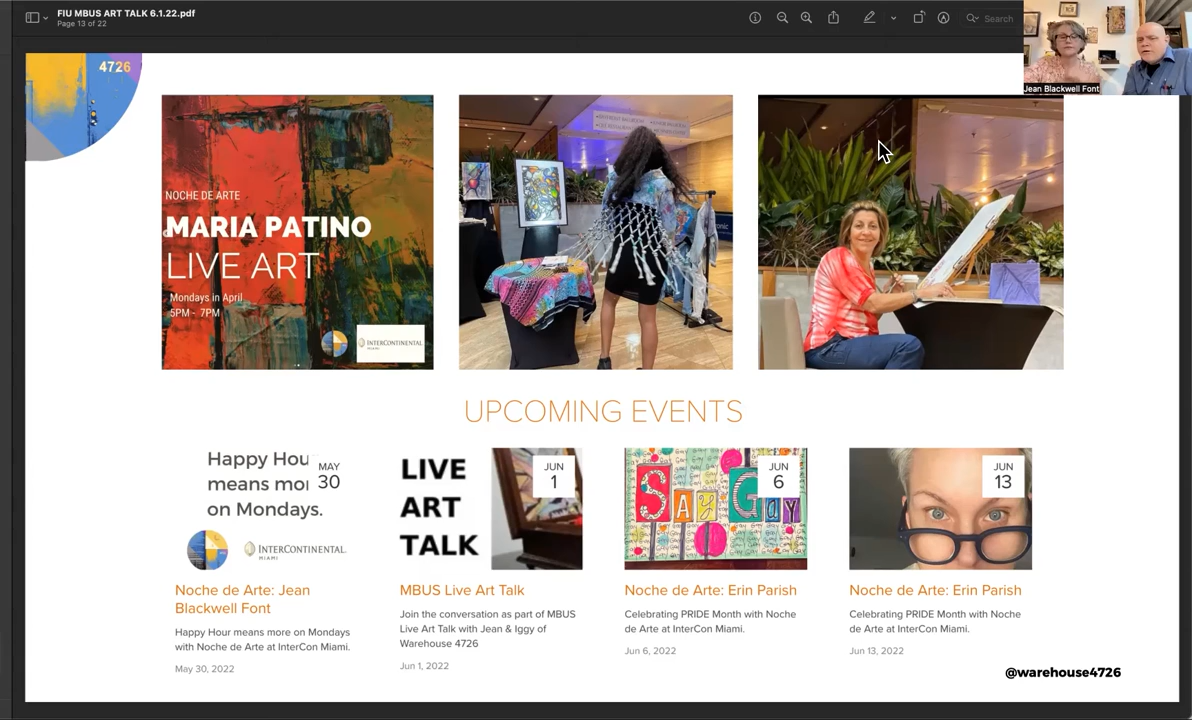 FIU MBUS ART TALK 6.1.22.pdf
Page 13 of 22
Search
Jean Blackwell Font
4726
NOCHE DE ARTE
MARIA PATINO
LIVE ART
Mondays in April
5PM - 7PM
INTERCONTINENTAL
MIAMI
UPCOMING EVENTS
Happy Hou
means mor
on Mondays.
MAY
30
INTERCONTINENTAL.
MIAMI
Noche de Arte: Jean
Blackwell Font
Happy Hour means more on Mondays
with Noche de Arte at InterCon Miami.
May 30, 2022
LIVE
ART
TALK
JUN
1
MBUS Live Art Talk
Join the conversation as part of MBUS
Live Art Talk with Jean & Iggy of
Warehouse 4726
Jun 1, 2022
SAY GAY
JUN
6
Noche de Arte: Erin Parish
Celebrating PRIDE Month with Noche
de Arte at InterCon Miami.
Jun 6, 2022
JUN
13
Noche de Arte: Erin Parish
Celebrating PRIDE Month with Noche
de Arte at InterCon Miami.
Jun 13, 2022
@warehouse4726